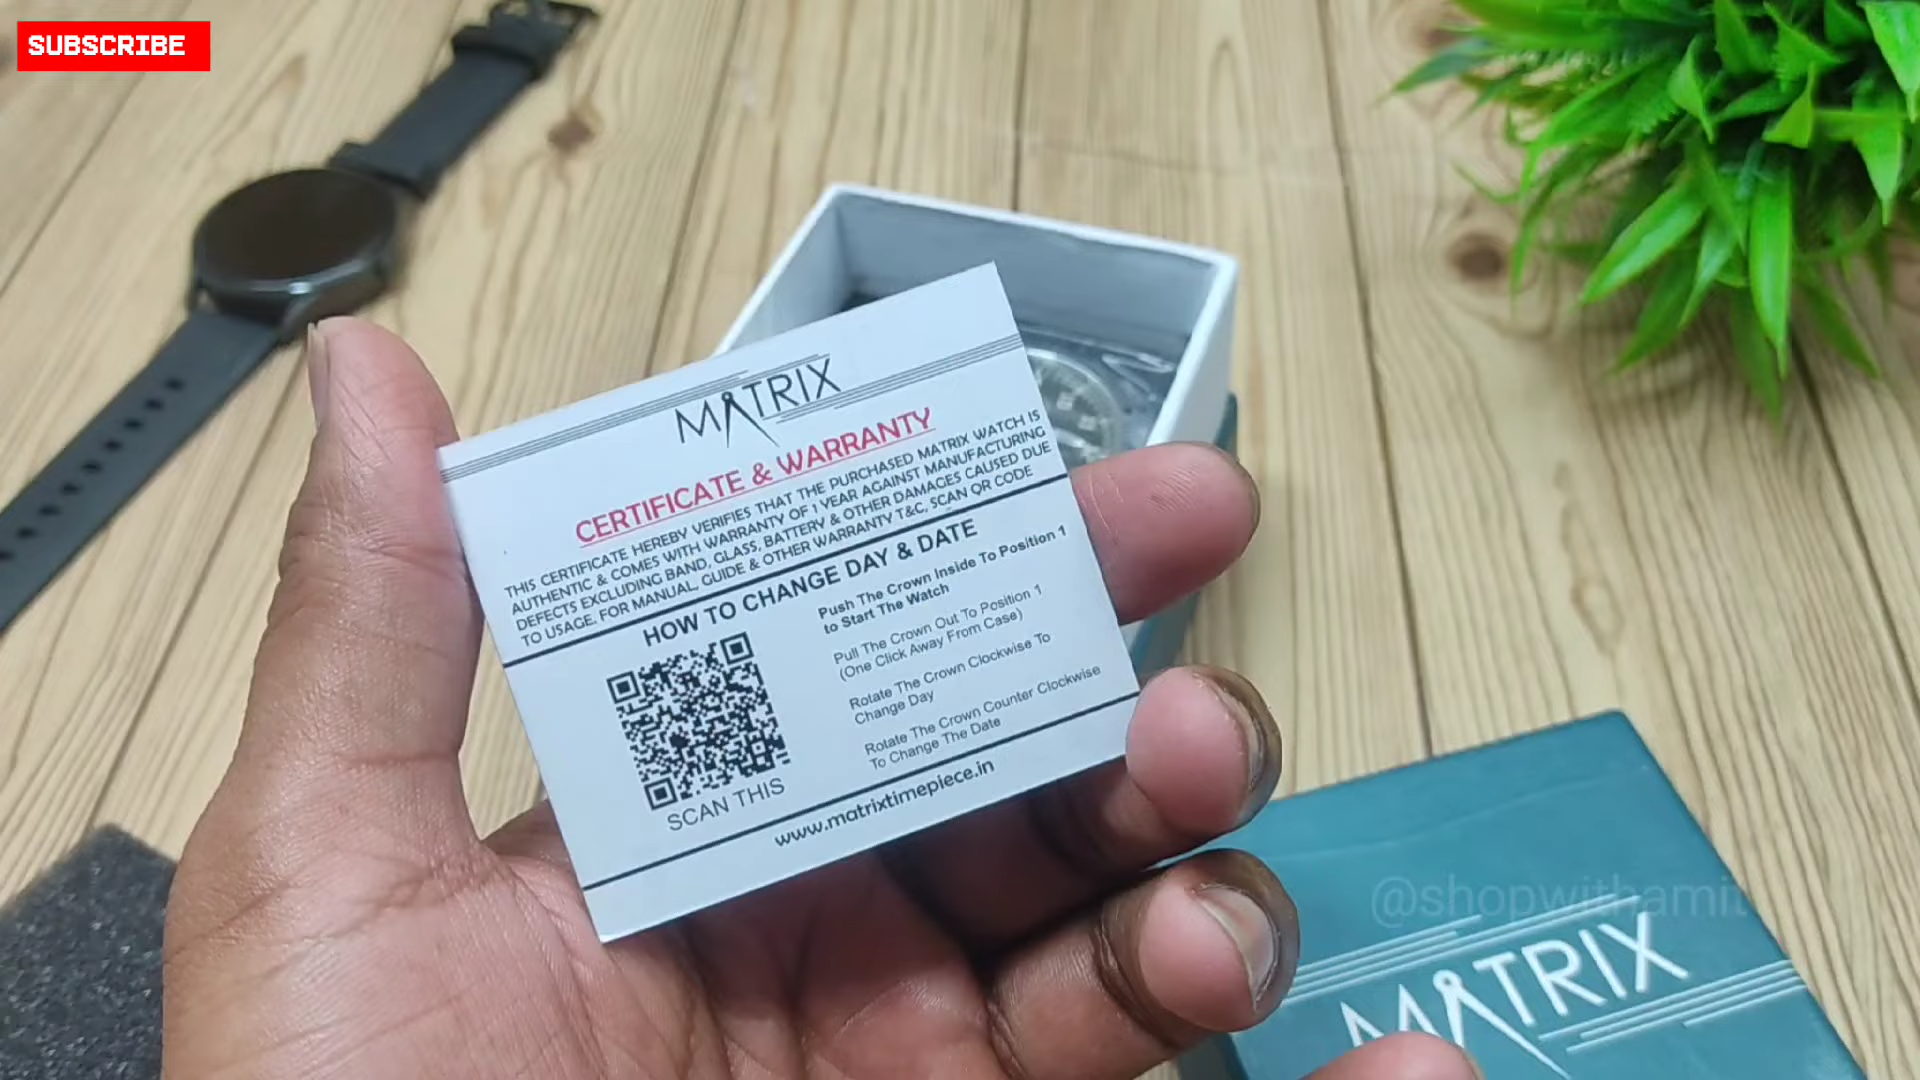 SUBSCRIBE
MATRIX
CERTIFICATE & WARRANTY
THIS CERTIFICATE HEREBY VERIFIES THAT THE PURCHASED MATRIX WATCH IS
AUTHENTIC & COMES WITH WARRANTY OF 1 YEAR AGAINST MANUFACTURING
DEFECTS EXCLUDING BAND, GLASS, BATTERY & OTHER DAMAGES CAUSED DUE
TO USAGE. FOR MANUAL, GUIDE & OTHER WARRANTY T&C, SCAN QR CODE
HOW TO CHANGE DAY & DATE
Push The Crown Inside To Position 1
to Start The Watch
Pull The Crown Out To Position 1
(One Click Away From Case)
Rotate The Crown Clockwise To
Change Day
Rotate The Crown Counter Clockwise
To Change The Date
SCAN THIS
www.matrixtimepiece.in
@shopwithamit
MATRIX